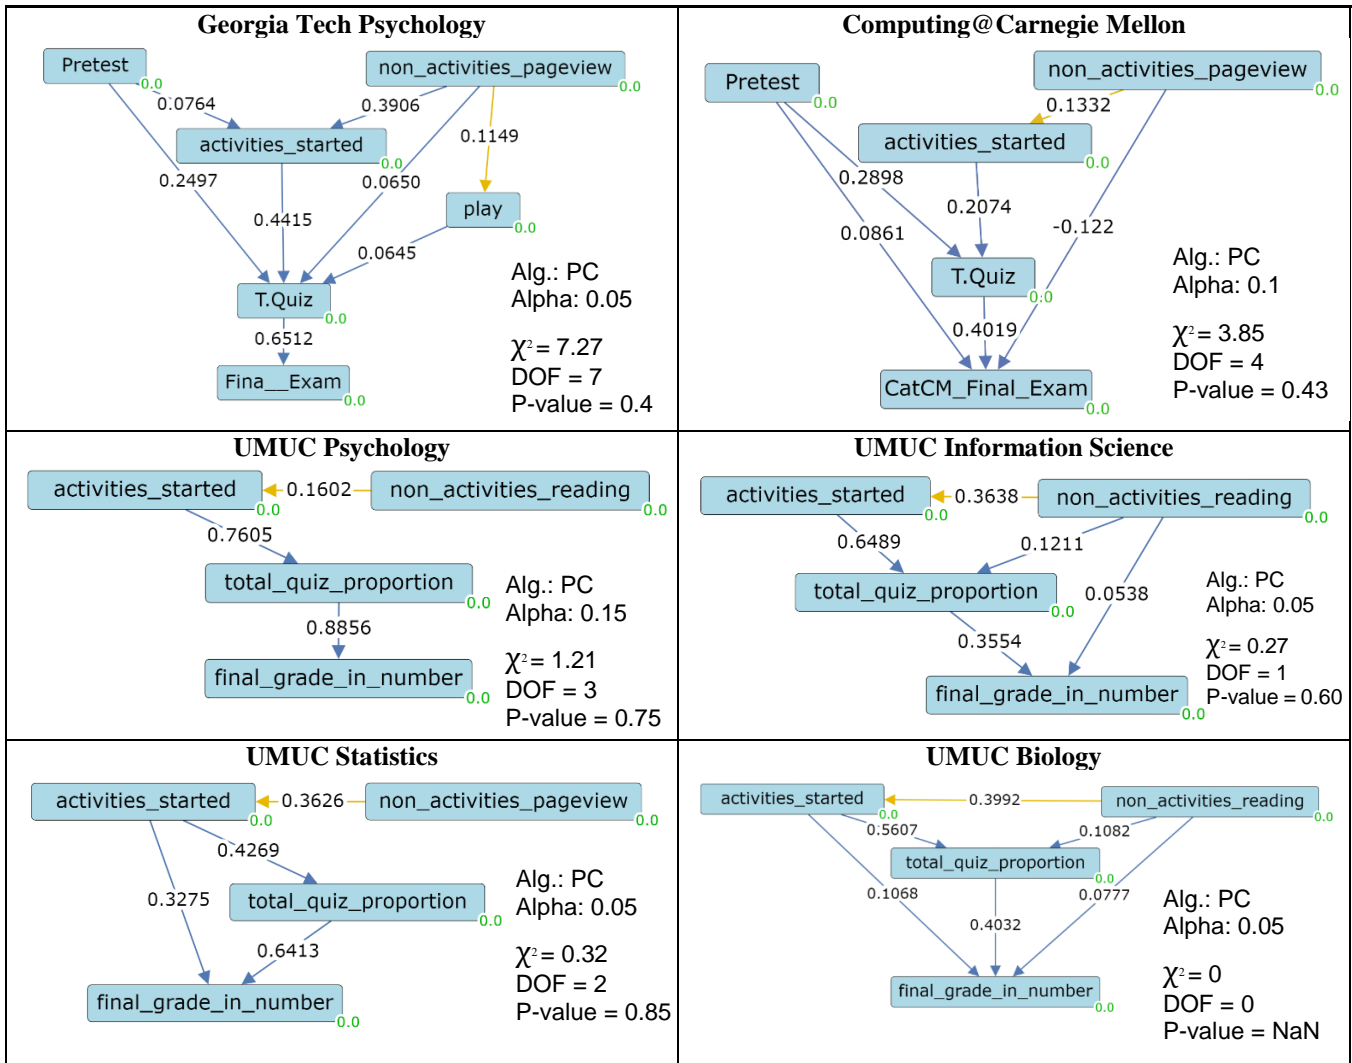 Georgia Tech Psychology
Pretest
0.0
non_activities_pageview
0.0
0.0764
0.3906
0.1149
activities_started
0.0
0.2497
0.0650
play
0.0
0.4415
0.0645
T.Quiz
0.0
0.6512
Fina__Exam
0.0
Alg.: PC
Alpha: 0.05
χ² = 7.27
DOF = 7
P-value = 0.4
Computing@Carnegie Mellon
Pretest
0.0
non_activities_pageview
0.0
0.1332
activities_started
0.0
0.2898
0.2074
0.0861
-0.122
T.Quiz
0.0
0.4019
CatCM_Final_Exam
0.0
Alg.: PC
Alpha: 0.1
χ² = 3.85
DOF = 4
P-value = 0.43
UMUC Psychology
activities_started
0.0
0.1602
non_activities_reading
0.0
0.7605
total_quiz_proportion
0.0
0.8856
final_grade_in_number
0.0
Alg.: PC
Alpha: 0.15
χ² = 1.21
DOF = 3
P-value = 0.75
UMUC Information Science
activities_started
0.0
0.3638
non_activities_reading
0.0
0.6489
0.1211
total_quiz_proportion
0.0
0.0538
0.3554
final_grade_in_number
0.0
Alg.: PC
Alpha: 0.05
χ² = 0.27
DOF = 1
P-value = 0.60
UMUC Statistics
activities_started
0.0
0.3626
non_activities_pageview
0.0
0.4269
0.3275
total_quiz_proportion
0.0
0.6413
final_grade_in_number
0.0
Alg.: PC
Alpha: 0.05
χ² = 0.32
DOF = 2
P-value = 0.85
UMUC Biology
activities_started
0.0
0.3992
non_activities_reading
0.0
0.5607
0.1082
total_quiz_proportion
0.0
0.1068
0.0777
0.4032
final_grade_in_number
0.0
Alg.: PC
Alpha: 0.05
χ² = 0
DOF = 0
P-value = NaN